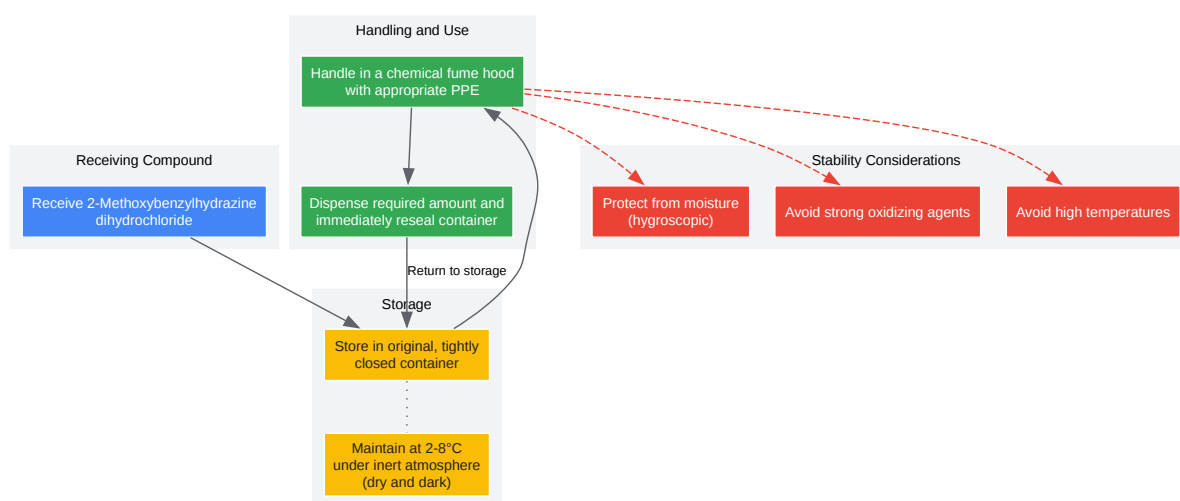 Handling and Use
Handle in a chemical fume hood
with appropriate PPE
Receiving Compound
Receive 2-Methoxybenzylhydrazine
dihydrochloride
Dispense required amount and
immediately reseal container
Stability Considerations
Protect from moisture
(hygroscopic)
Avoid strong oxidizing agents
Avoid high temperatures
Return to storage
Storage
Store in original, tightly
closed container
Maintain at 2-8°C
under inert atmosphere
(dry and dark)